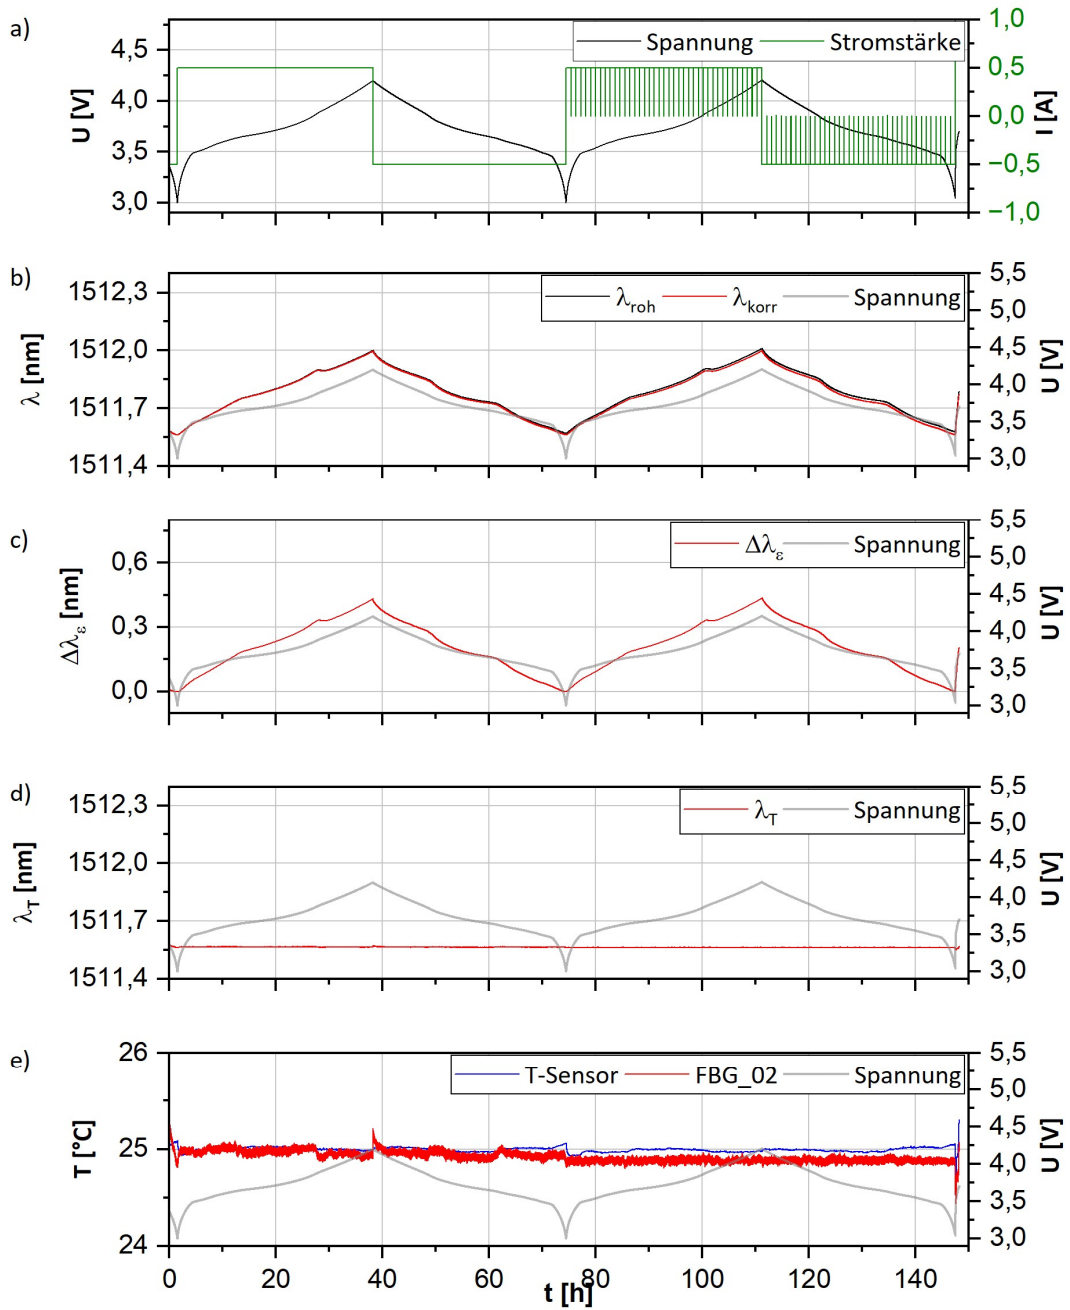 a)
Spannung Stromstärke
U [V]
4,5
4,0
3,5
3,0
1,0
0,5
0,0
−0,5
−1,0
I [A]
b)
λroh λkorr Spannung
λ [nm]
1512,3
1512,0
1511,7
1511,4
5,5
5,0
4,5
4,0
3,5
3,0
U [V]
c)
Δλε Spannung
Δλε [nm]
0,6
0,3
0,0
5,5
5,0
4,5
4,0
3,5
3,0
U [V]
d)
λT Spannung
λT [nm]
1512,3
1512,0
1511,7
1511,4
5,5
5,0
4,5
4,0
3,5
3,0
U [V]
e)
T-Sensor FBG_02 Spannung
T [°C]
26
25
24
5,5
5,0
4,5
4,0
3,5
3,0
U [V]
0 20 40 60 80 100 120 140
t [h]